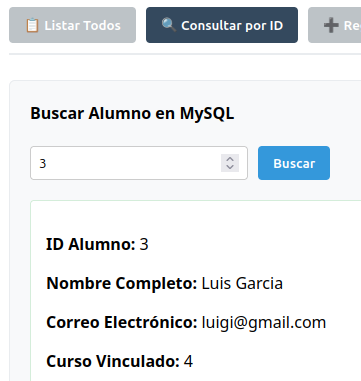 📋 Listar Todos 🔍 Consultar por ID ➕ Re
Buscar Alumno en MySQL
3 Buscar
ID Alumno: 3
Nombre Completo: Luis Garcia
Correo Electrónico: luigi@gmail.com
Curso Vinculado: 4